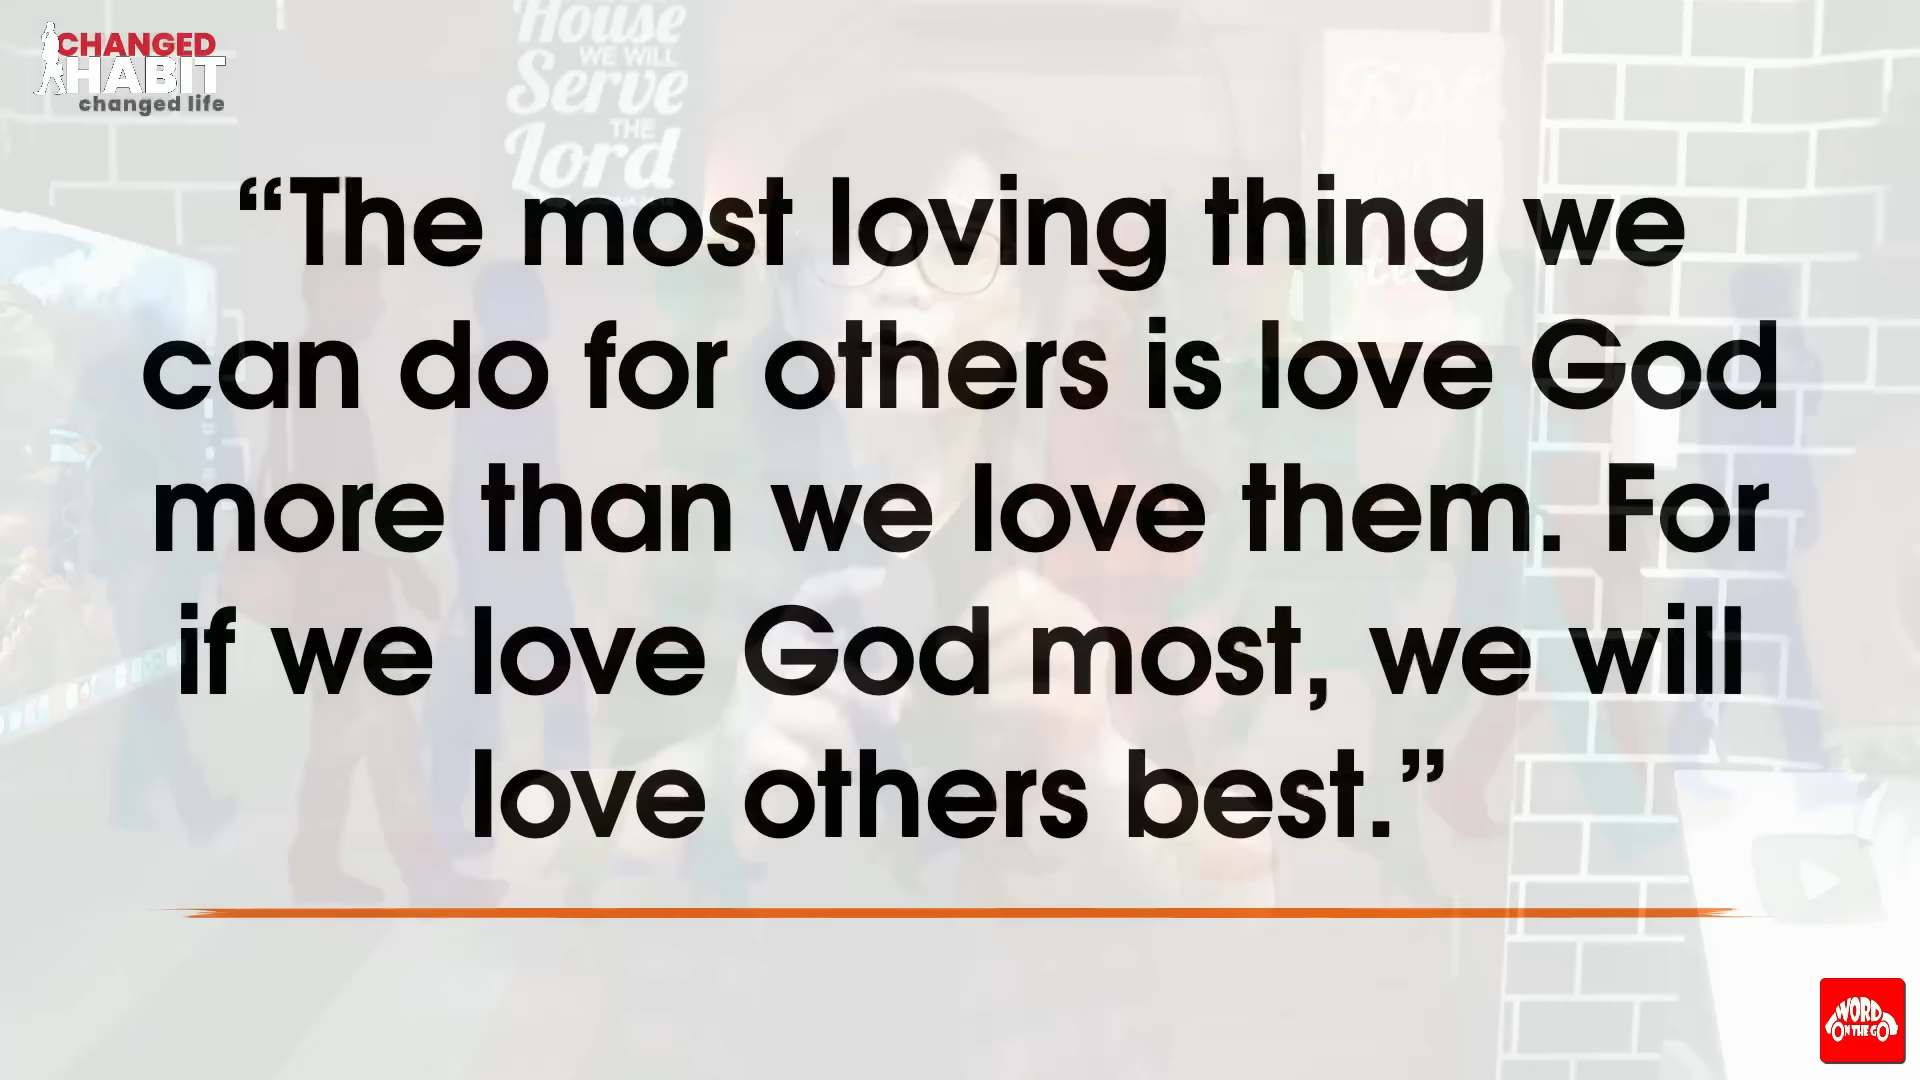 CHANGED
HABIT
changed life
House
WE WILL
Serve
THE
Lord
“The most loving thing we
can do for others is love God
more than we love them. For
if we love God most, we will
love others best.”
WORD
ON THE GO